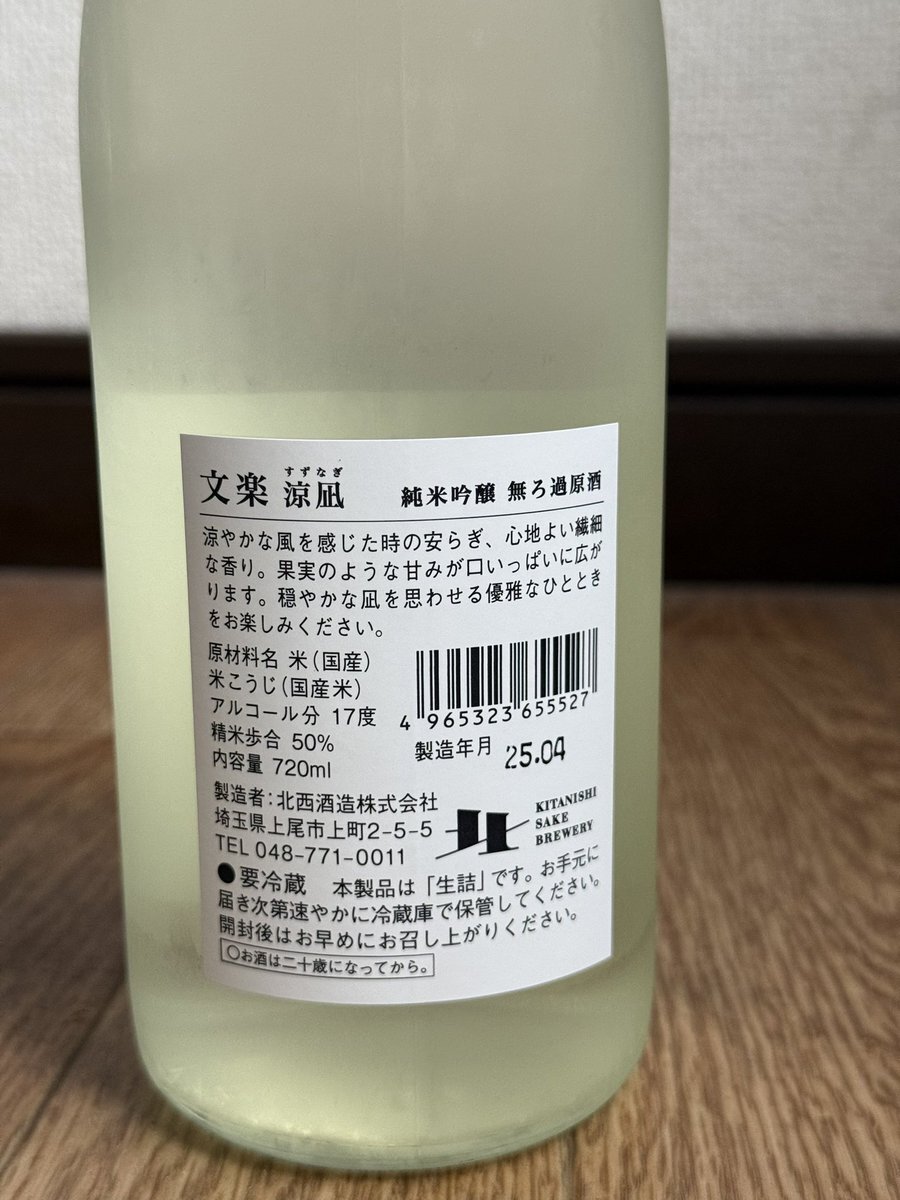 すずなぎ
文楽 涼凪 純米吟醸 無ろ過原酒
涼やかな風を感じた時の安らぎ、心地よい繊細
な香り。果実のような甘みが口いっぱいに広が
ります。穏やかな凪を思わせる優雅なひととき
をお楽しみください。
原材料名 米(国産)
米こうじ(国産米)
アルコール分 17度
精米歩合 50%
内容量 720ml
4 965323 655527
製造年月 25.04
製造者:北西酒造株式会社
埼玉県上尾市上町2-5-5
TEL 048-771-0011
KITANISHI
SAKE
BREWERY
●要冷蔵 本製品は「生詰」です。お手元に
届き次第速やかに冷蔵庫で保管してください。
開封後はお早めにお召し上がりください。
○お酒は二十歳になってから。